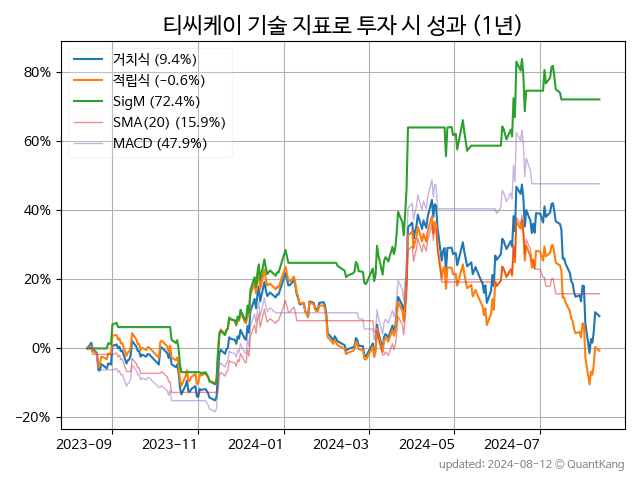 티씨케이 기술 지표로 투자 시 성과 (1년)
거치식 (9.4%)
적립식 (−0.6%)
SigM (72.4%)
SMA(20) (15.9%)
MACD (47.9%)
80%
60%
40%
20%
0%
−20%
2023-09 2023-11 2024-01 2024-03 2024-05 2024-07
updated: 2024-08-12 © QuantKang